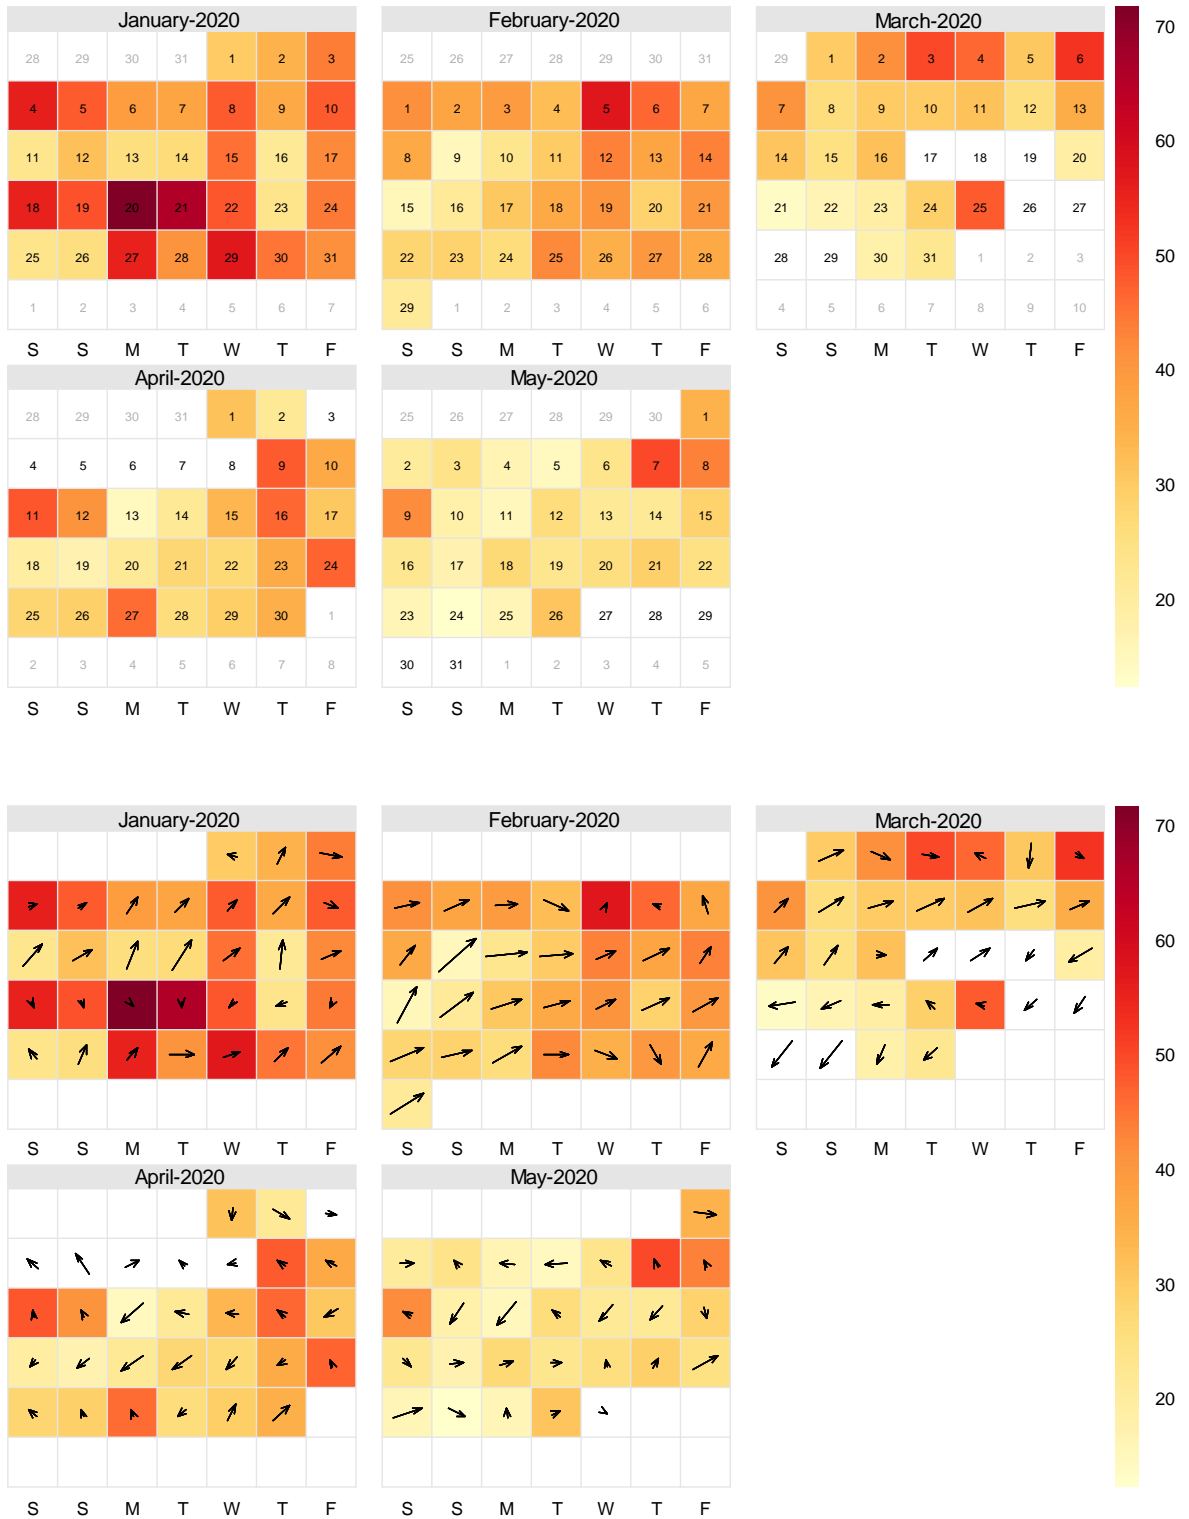 January-2020 February-2020 March-2020
28 29 30 31 1 2 3 25 26 27 28 29 30 31 29 1 2 3 4 5 6 70
4 5 6 7 8 9 10 1 2 3 4 5 6 7 7 8 9 10 11 12 13
11 12 13 14 15 16 17 8 9 10 11 12 13 14 14 15 16 17 18 19 20 60
18 19 20 21 22 23 24 15 16 17 18 19 20 21 21 22 23 24 25 26 27
25 26 27 28 29 30 31 22 23 24 25 26 27 28 28 29 30 31 1 2 3 50
1 2 3 4 5 6 7 29 1 2 3 4 5 6 4 5 6 7 8 9 10
S S M T W T F S S M T W T F S S M T W T F
April-2020 May-2020 40
28 29 30 31 1 2 3 25 26 27 28 29 30 1
4 5 6 7 8 9 10 2 3 4 5 6 7 8
11 12 13 14 15 16 17 9 10 11 12 13 14 15 30
18 19 20 21 22 23 24 16 17 18 19 20 21 22
25 26 27 28 29 30 1 23 24 25 26 27 28 29 20
2 3 4 5 6 7 8 30 31 1 2 3 4 5
S S M T W T F S S M T W T F
January-2020 February-2020 March-2020
70
60
50
S S M T W T F S S M T W T F S S M T W T F
April-2020 May-2020
40
30
20
S S M T W T F S S M T W T F